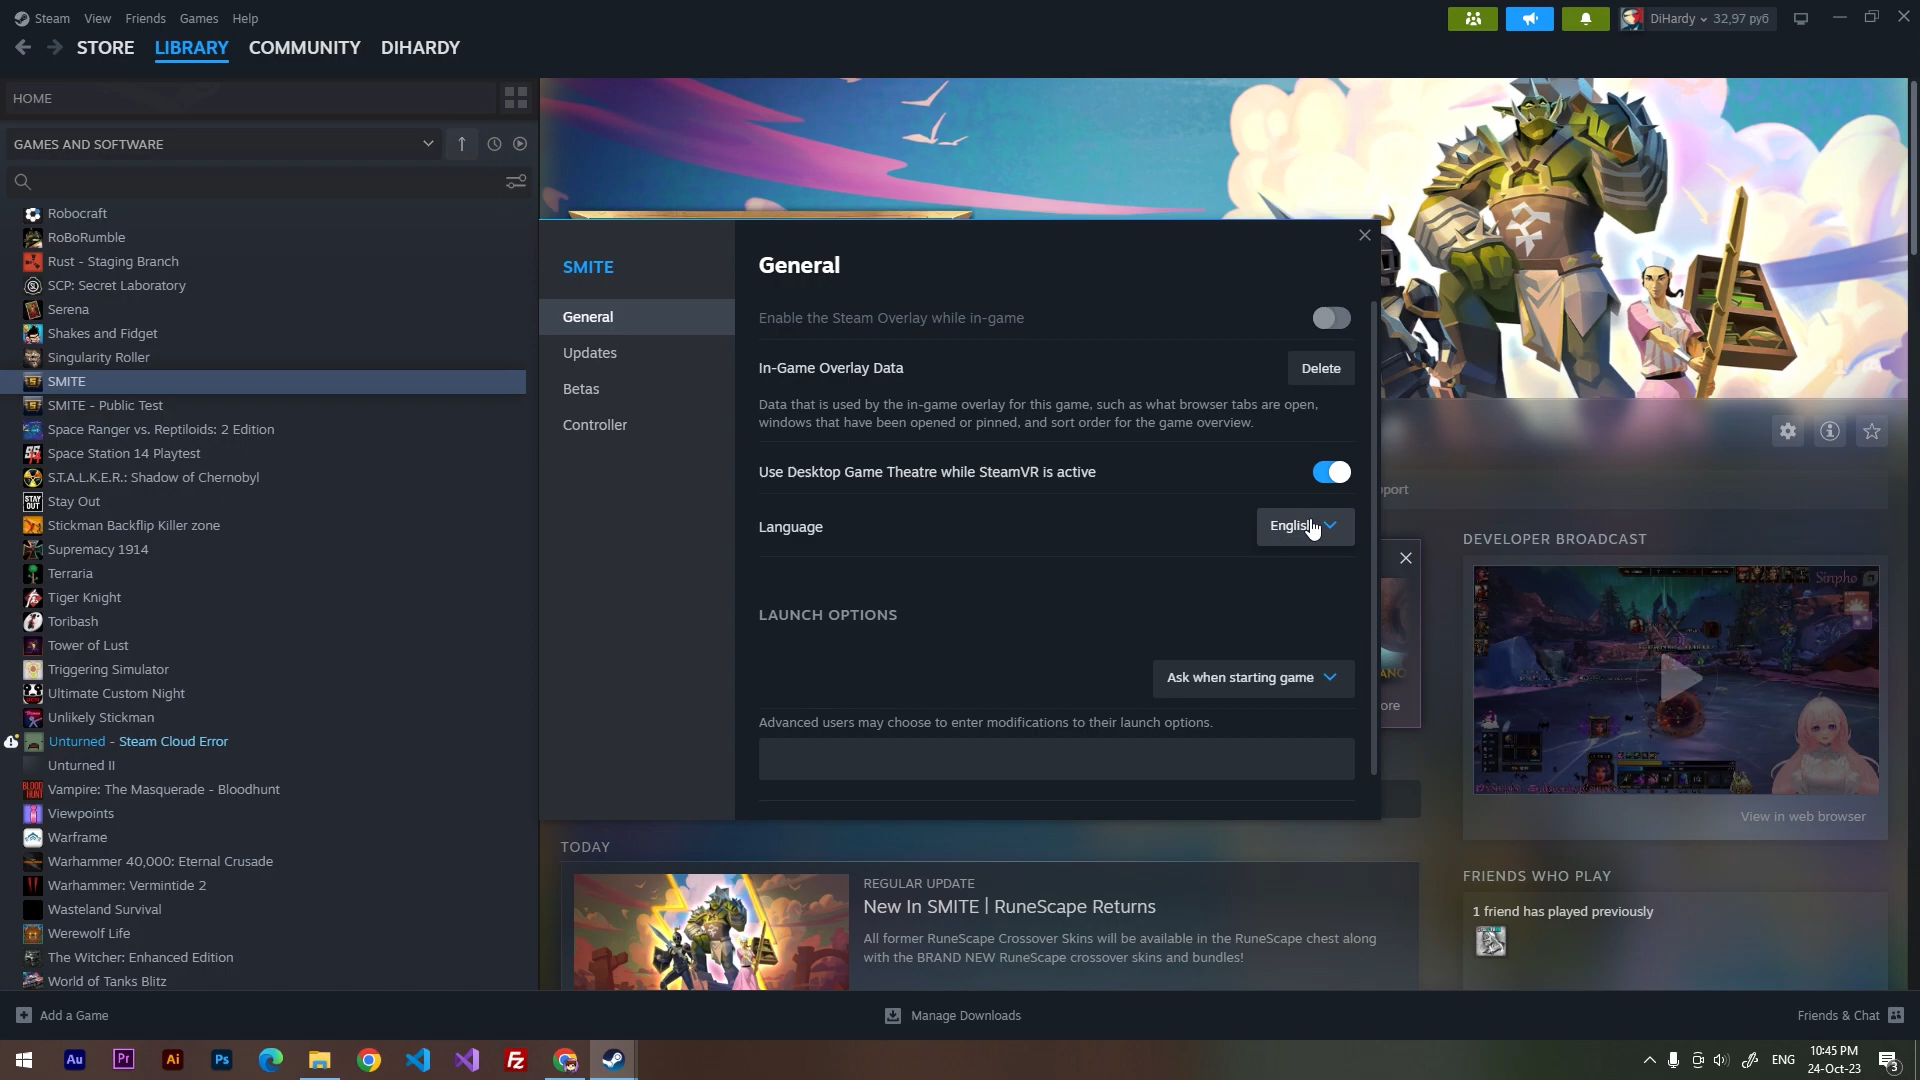 Steam View Friends Games Help
DiHardy 32,97 pуб
STORE LIBRARY COMMUNITY DIHARDY
HOME
GAMES AND SOFTWARE
Robocraft
RoBoRumble
Rust - Staging Branch
SCP: Secret Laboratory
Serena
Shakes and Fidget
Singularity Roller
SMITE
SMITE - Public Test
Space Ranger vs. Reptiloids: 2 Edition
Space Station 14 Playtest
S.T.A.L.K.E.R.: Shadow of Chernobyl
Stay Out
Stickman Backflip Killer zone
Supremacy 1914
Terraria
Tiger Knight
Toribash
Tower of Lust
Triggering Simulator
Ultimate Custom Night
Unlikely Stickman
Unturned - Steam Cloud Error
Unturned II
Vampire: The Masquerade - Bloodhunt
Viewpoints
Warframe
Warhammer 40,000: Eternal Crusade
Warhammer: Vermintide 2
Wasteland Survival
Werewolf Life
The Witcher: Enhanced Edition
World of Tanks Blitz
SMITE
General
Updates
Betas
Controller
General
Enable the Steam Overlay while in-game
In-Game Overlay Data
Delete
Data that is used by the in-game overlay for this game, such as what browser tabs are open,
windows that have been opened or pinned, and sort order for the game overview.
Use Desktop Game Theatre while SteamVR is active
Language
English
LAUNCH OPTIONS
Ask when starting game
Advanced users may choose to enter modifications to their launch options.
pport
ANO
ore
DEVELOPER BROADCAST
Sinpho
View in web browser
FRIENDS WHO PLAY
1 friend has played previously
TODAY
REGULAR UPDATE
New In SMITE | RuneScape Returns
All former RuneScape Crossover Skins will be available in the RuneScape chest along
with the BRAND NEW RuneScape crossover skins and bundles!
Add a Game
Manage Downloads
Friends & Chat
Au Pr Ai Ps Fz
ENG
10:45 PM
24-Oct-23
3